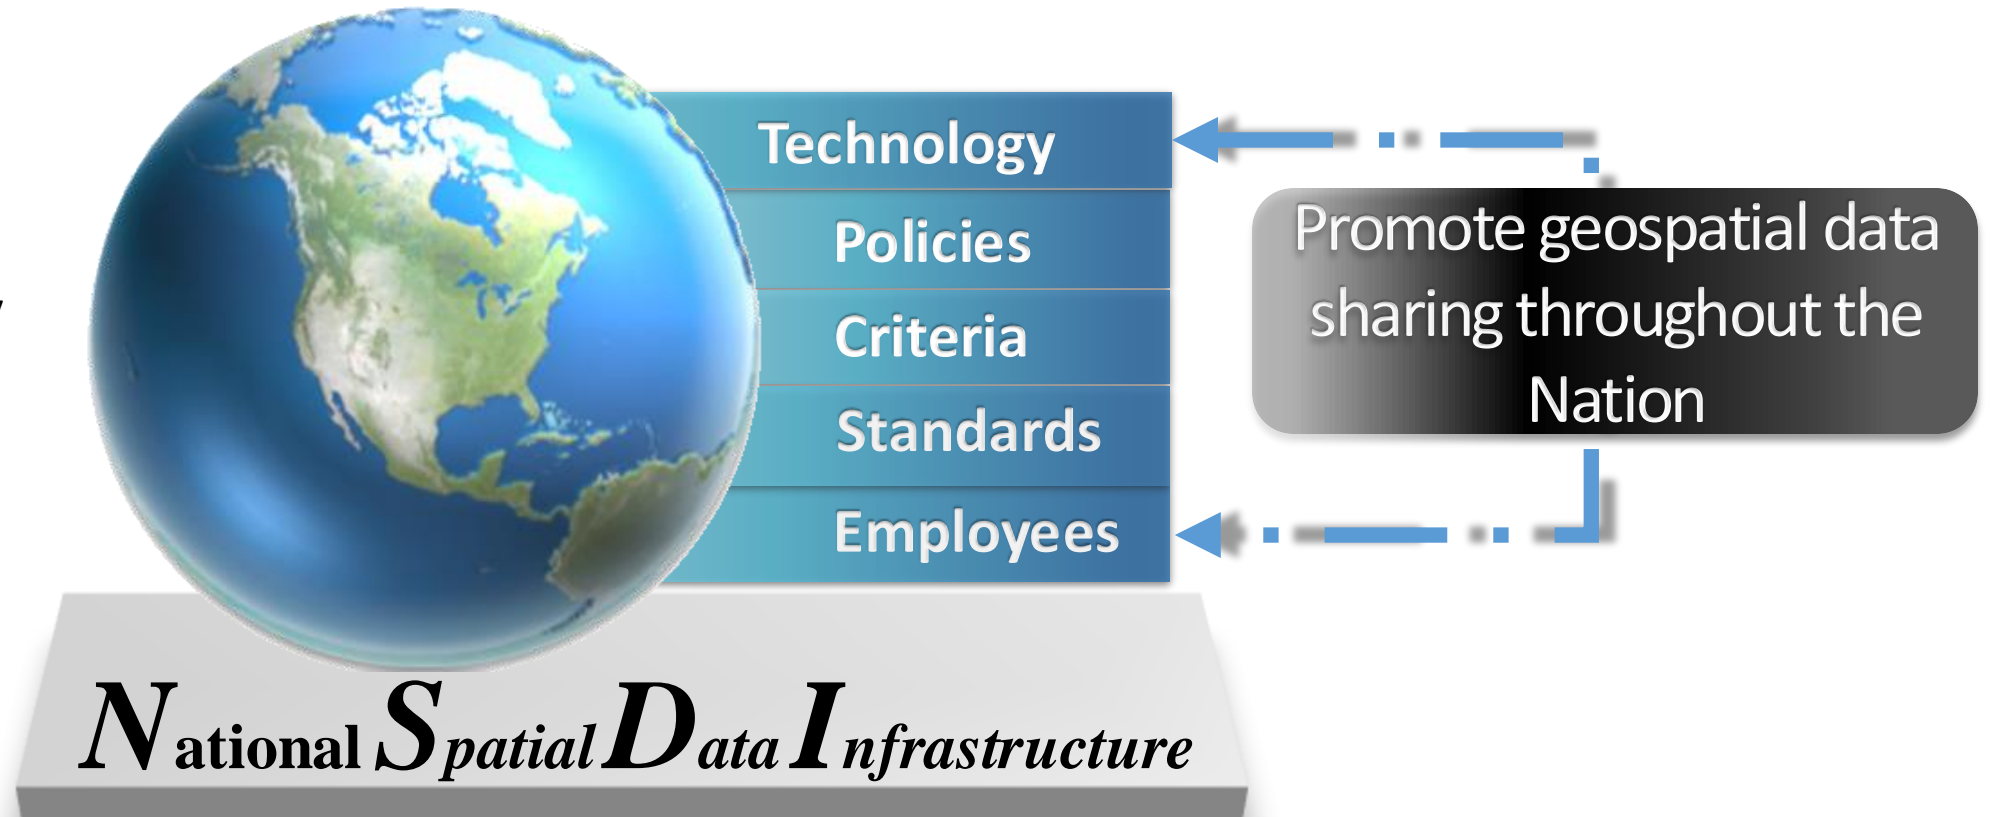 Technology
Policies
Criteria
Standards
Employees
Promote geospatial data
sharing throughout the
Nation
National Spatial Data Infrastructure